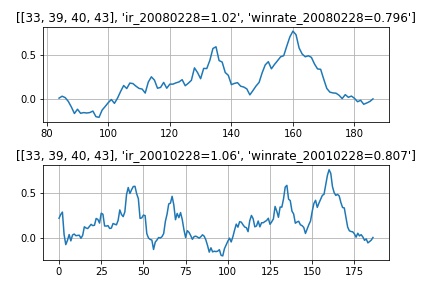 [[33, 39, 40, 43], 'ir_20080228=1.02', 'winrate_20080228=0.796']
0.5
0.0
80 100 120 140 160 180
[[33, 39, 40, 43], 'ir_20010228=1.06', 'winrate_20010228=0.807']
0.5
0.0
0 25 50 75 100 125 150 175